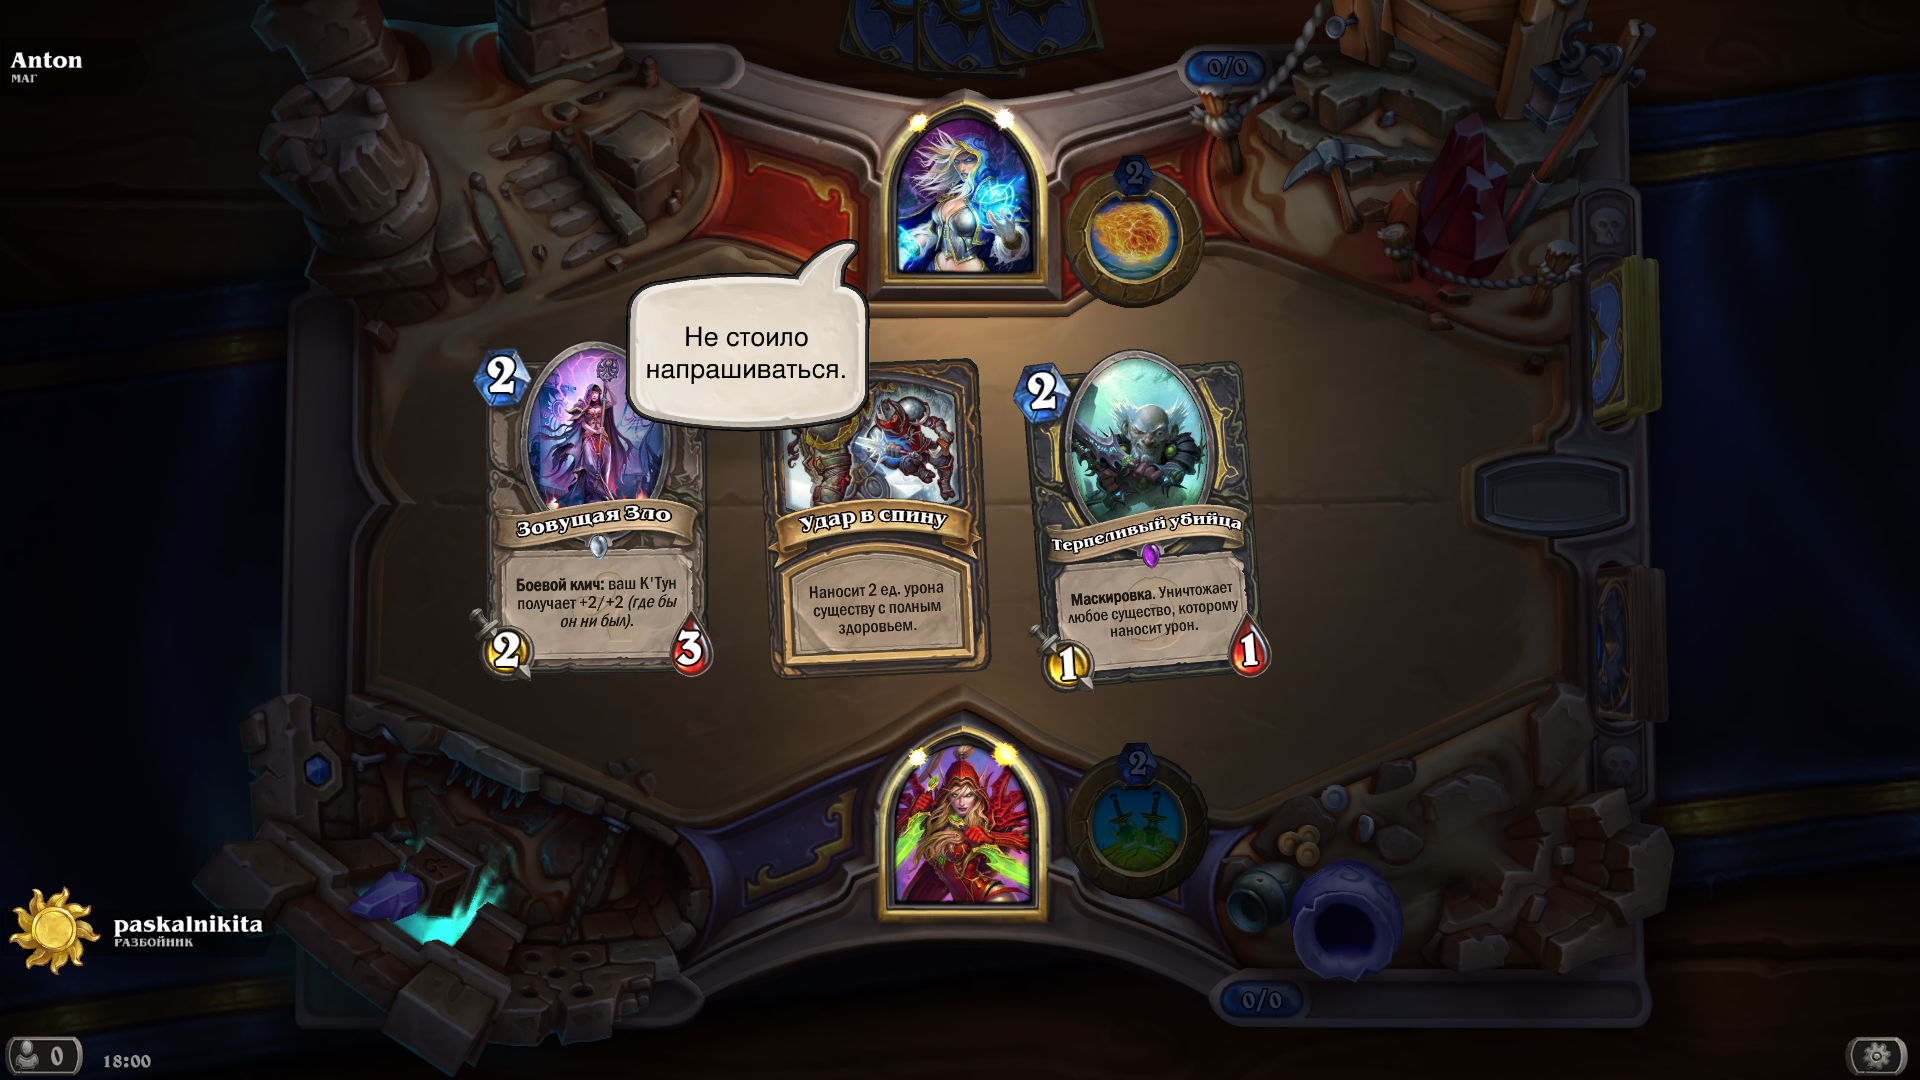 Anton
МАГ
0/0
2
Не стоило
напрашиваться.
2
Зовущая Зло
Боевой клич: ваш К'Тун
получает +2/+2 (где бы
он ни был).
2
3
Удар в спину
Наносит 2 ед. урона
существу с полным
здоровьем.
2
Терпеливый убийца
Маскировка. Уничтожает
любое существо, которому
наносит урон.
1
1
2
paskalnikita
РАЗБОЙНИК
0/0
0
18:00